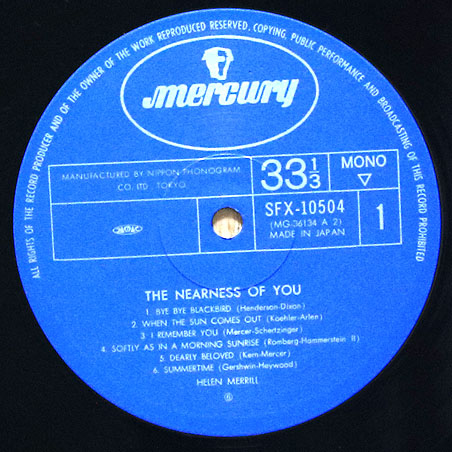 ALL RIGHTS OF THE RECORD PRODUCER AND OF THE OWNER OF THE WORK REPRODUCED RESERVED, COPYING, PUBLIC PERFORMANCE AND BROADCASTING OF THIS RECORD PROHIBITED
mercury
MANUFACTURED BY NIPPON PHONOGRAM
CO. LTD TOKYO
33 1/3
MONO
SFX-10504
(MG-36134 A 2)
MADE IN JAPAN
1
THE NEARNESS OF YOU
1. BYE BYE BLACKBIRD (Henderson-Dixon)
2. WHEN THE SUN COMES OUT (Koehler-Arlen)
3 I REMEMBER YOU (Mercer-Schertzinger)
4. SOFTLY AS IN A MORNING SUNRISE (Romberg-Hammerstein II)
5. DEARLY BELOVED (Kern-Mercer)
6. SUMMERTIME (Gershwin-Heywood)
HELEN MERRILL